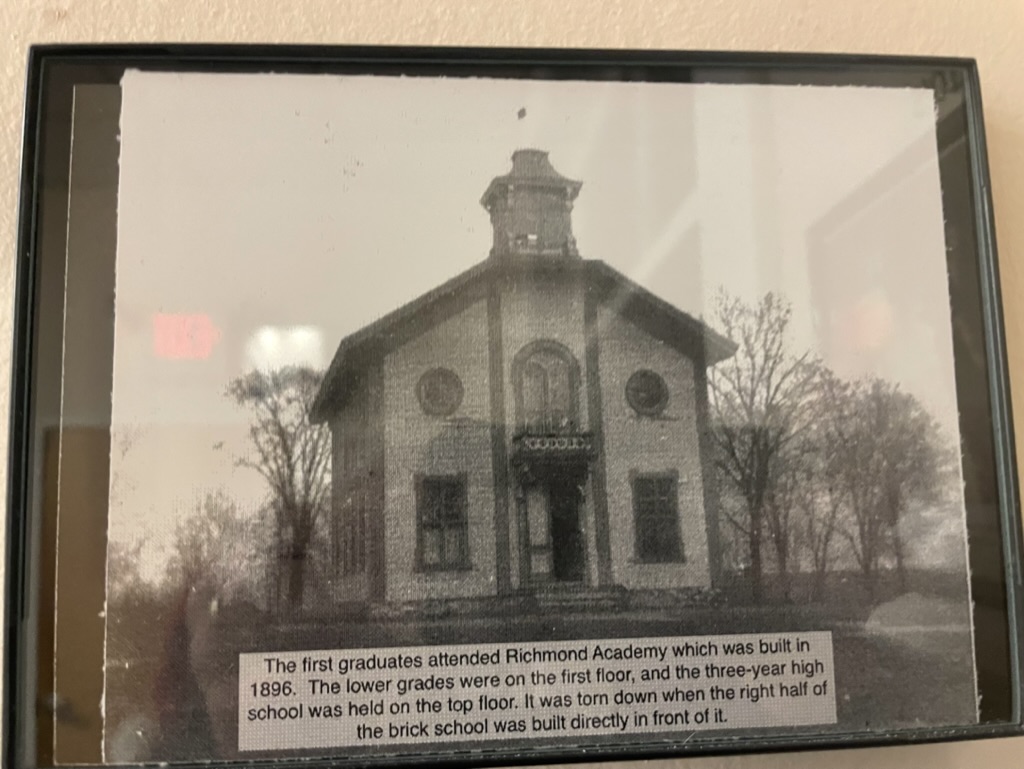 The first graduates attended Richmond Academy which was built in
1896. The lower grades were on the first floor, and the three-year high
school was held on the top floor. It was torn down when the right half of
the brick school was built directly in front of it.